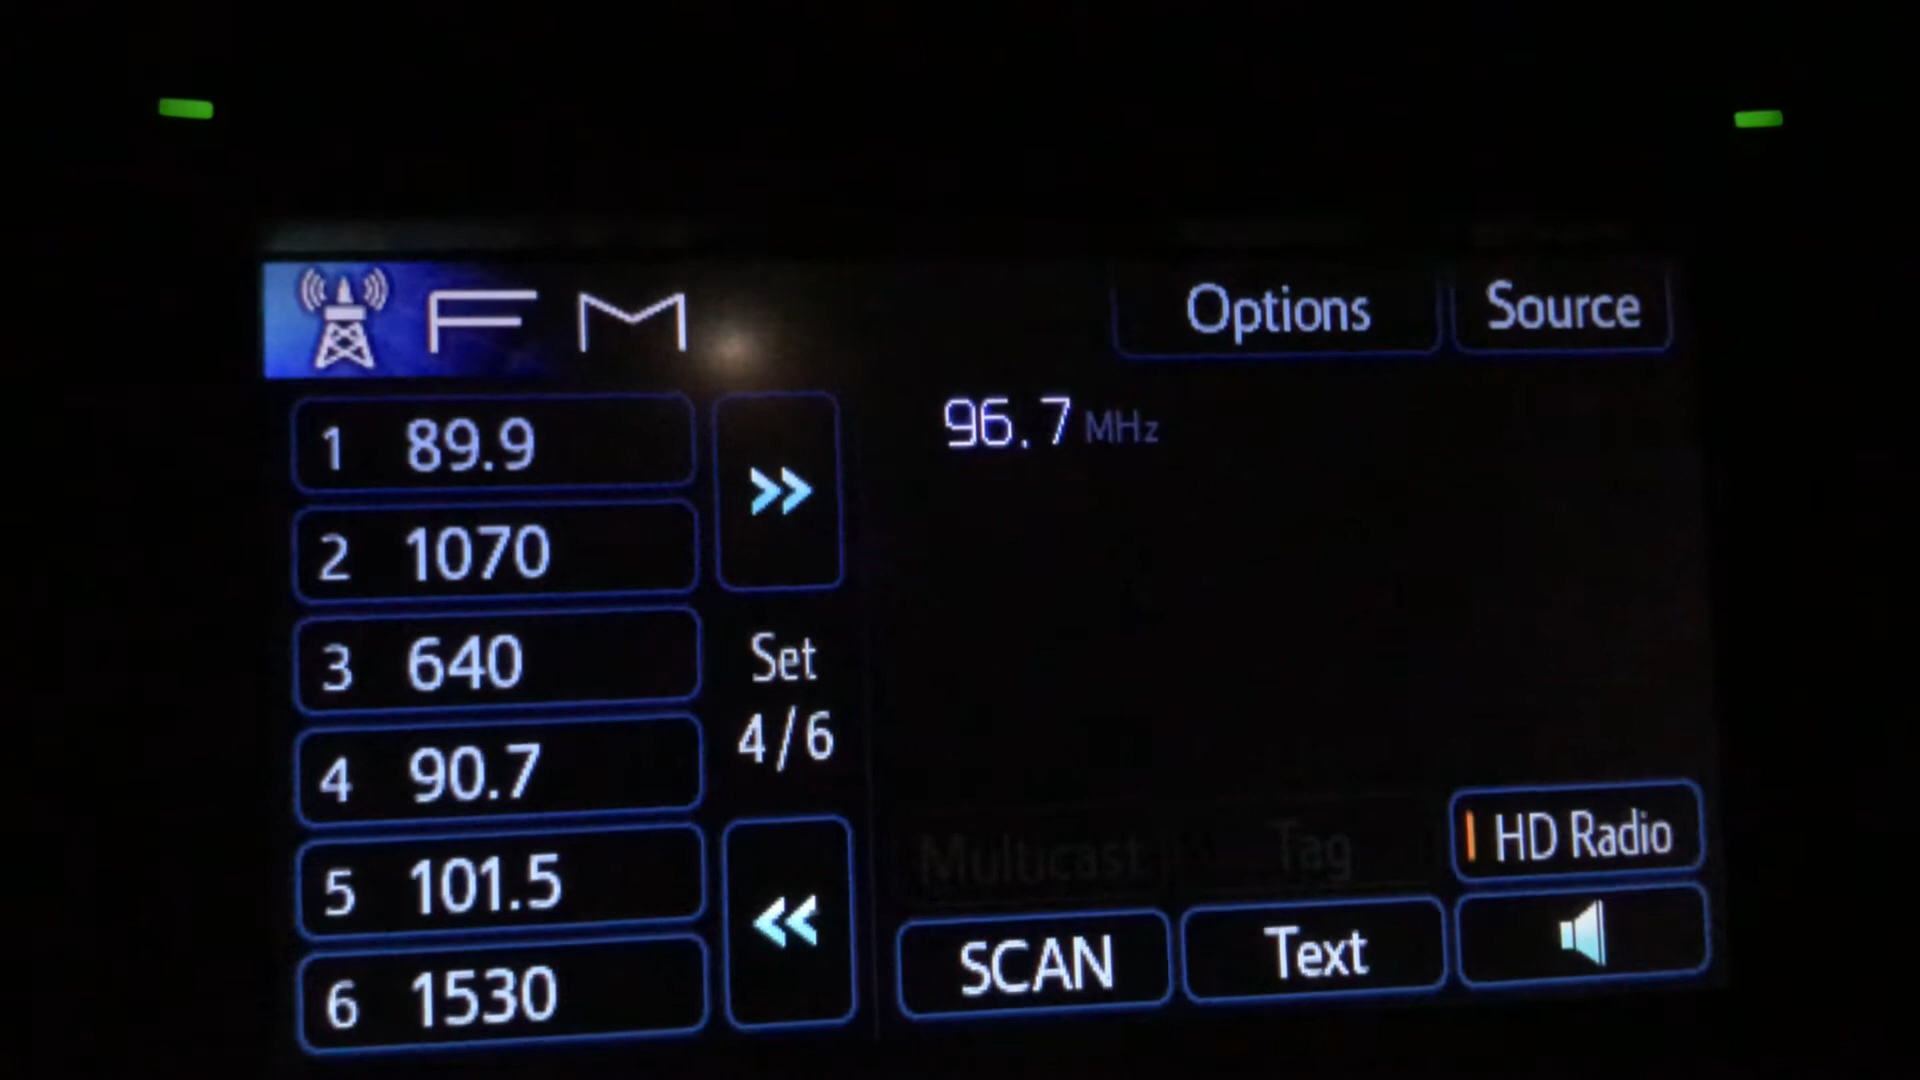 FM
Options
Source
1 89.9
2 1070
3 640
4 90.7
5 101.5
6 1530
Set
4/6
96.7 MHz
Multicast
Tag
HD Radio
SCAN
Text